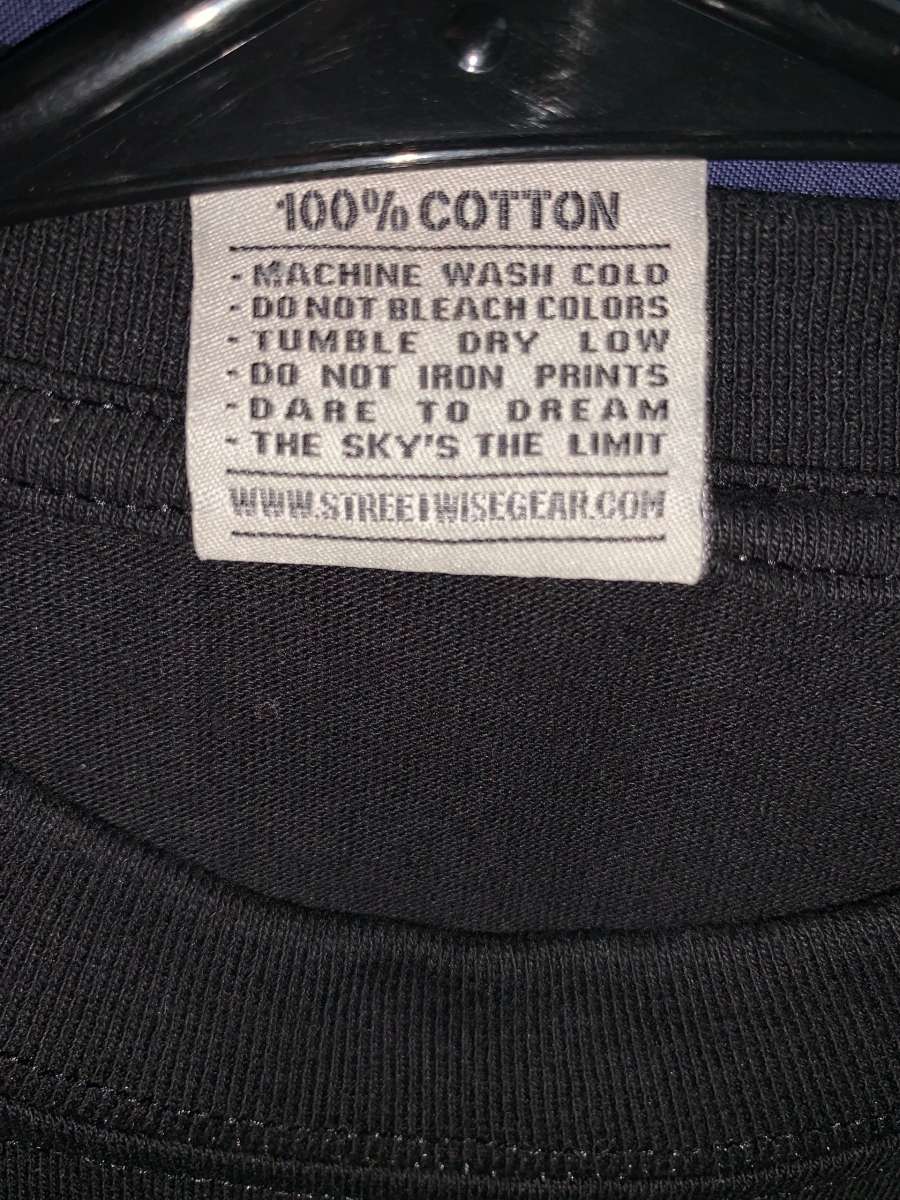 100% COTTON
- MACHINE WASH COLD
- DO NOT BLEACH COLORS
- TUMBLE DRY LOW
- DO NOT IRON PRINTS
- DARE TO DREAM
- THE SKY'S THE LIMIT
WWW.STREETWISEGEAR.COM